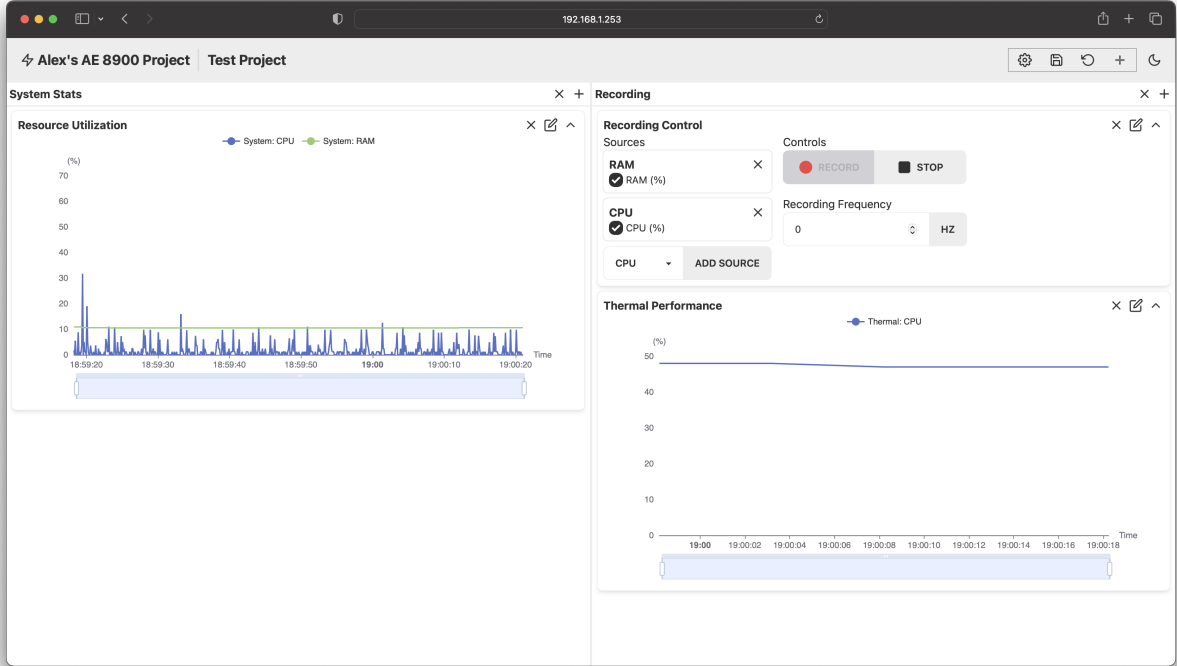 192.168.1.253
Alex's AE 8900 Project Test Project
System Stats
Resource Utilization
System: CPU System: RAM
(%)
70
60
50
40
30
20
10
0
Time
18:59:20 18:59:30 18:59:40 18:59:50 19:00 19:00:10 19:00:20
Recording
Recording Control
Sources
RAM
RAM (%)
CPU
CPU (%)
CPU ADD SOURCE
Controls
RECORD STOP
Recording Frequency
0 HZ
Thermal Performance
Thermal: CPU
(%)
50
40
30
20
10
0
Time
19:00 19:00:02 19:00:04 19:00:06 19:00:08 19:00:10 19:00:12 19:00:14 19:00:16 19:00:18